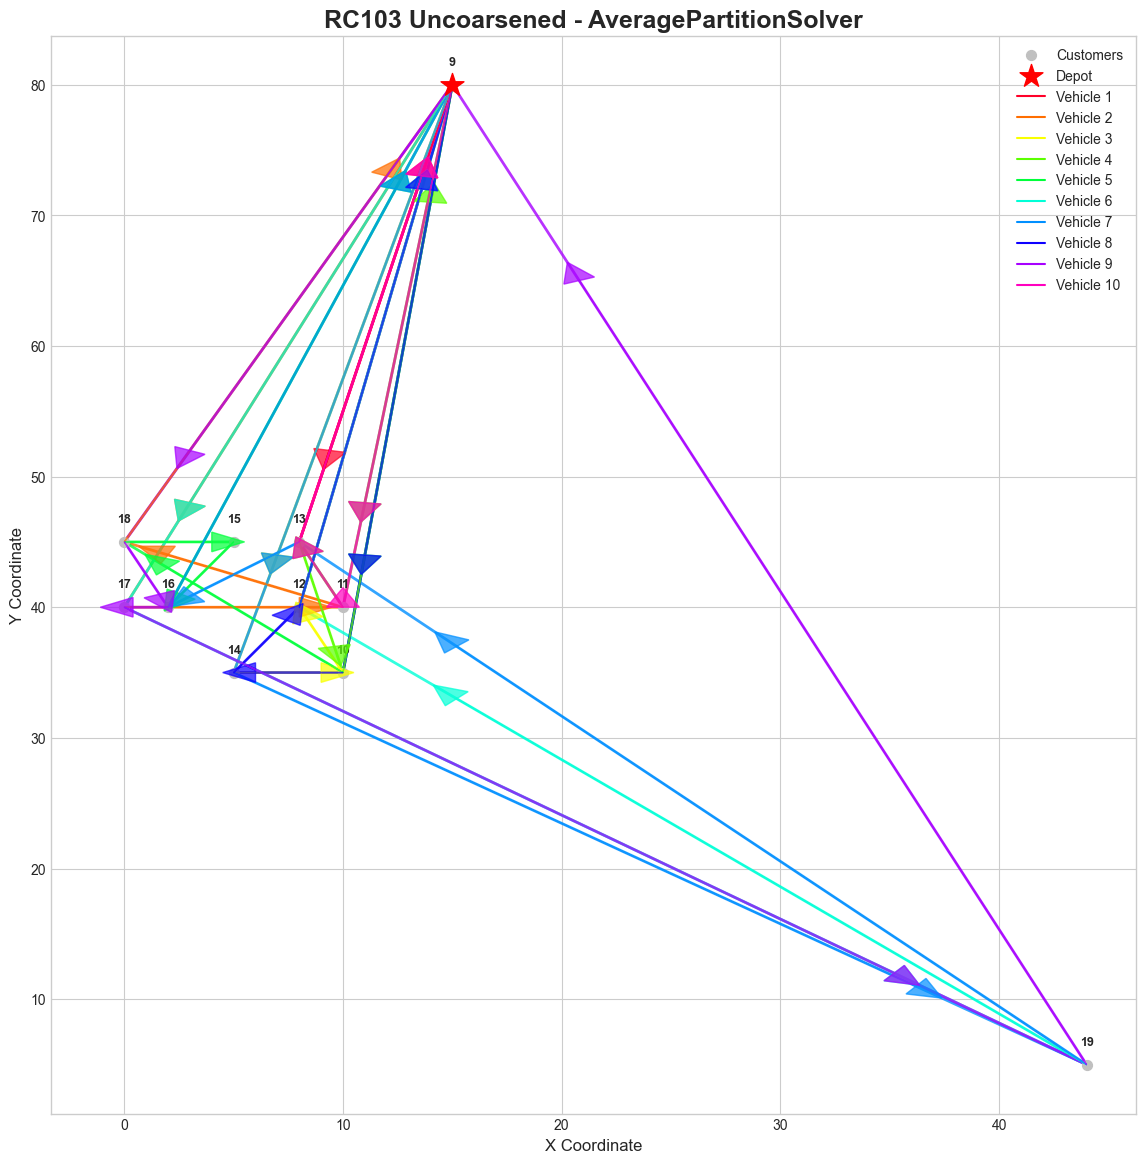 RC103 Uncoarsened - AveragePartitionSolver
9
Customers
Depot
Vehicle 1
Vehicle 2
Vehicle 3
Vehicle 4
Vehicle 5
Vehicle 6
Vehicle 7
Vehicle 8
Vehicle 9
Vehicle 10
80
70
60
50
40
30
20
10
Y Coordinate
18
15
13
17
16
12
11
14
10
19
0
10
20
30
40
X Coordinate